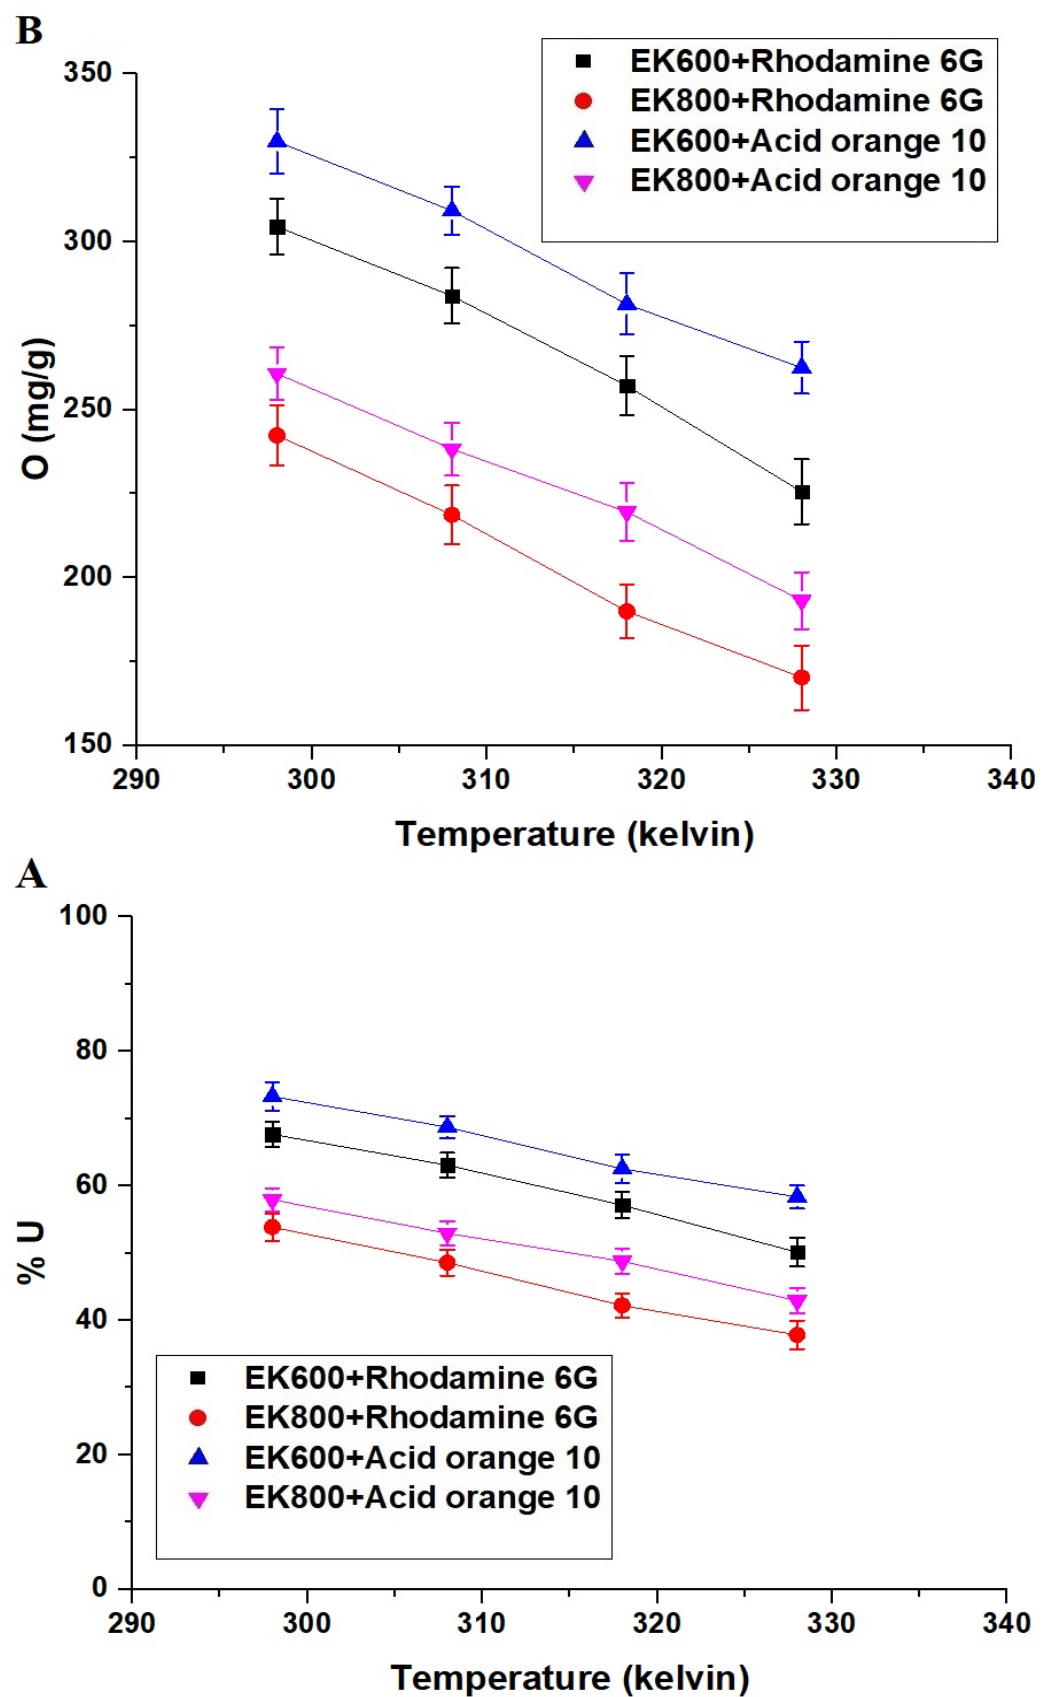 B
350
300
250
200
150
O (mg/g)
EK600+Rhodamine 6G
EK800+Rhodamine 6G
EK600+Acid orange 10
EK800+Acid orange 10
290 300 310 320 330 340
Temperature (kelvin)
A
100
80
60
40
20
0
% U
EK600+Rhodamine 6G
EK800+Rhodamine 6G
EK600+Acid orange 10
EK800+Acid orange 10
290 300 310 320 330 340
Temperature (kelvin)